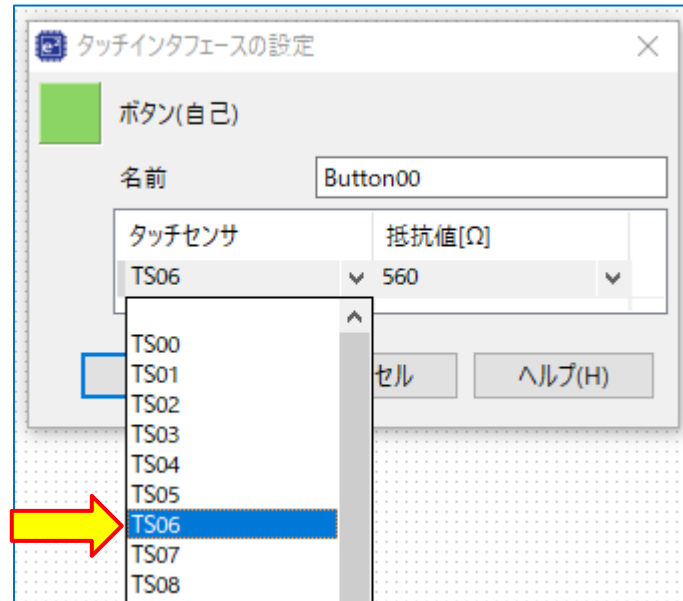 e² タッチインタフェースの設定
ボタン(自己)
名前 Button00
タッチセンサ 抵抗値[Ω]
TS06 560
TS00
TS01
セル ヘルプ(H)
TS02
TS03
TS04
TS05
TS06
TS07
TS08